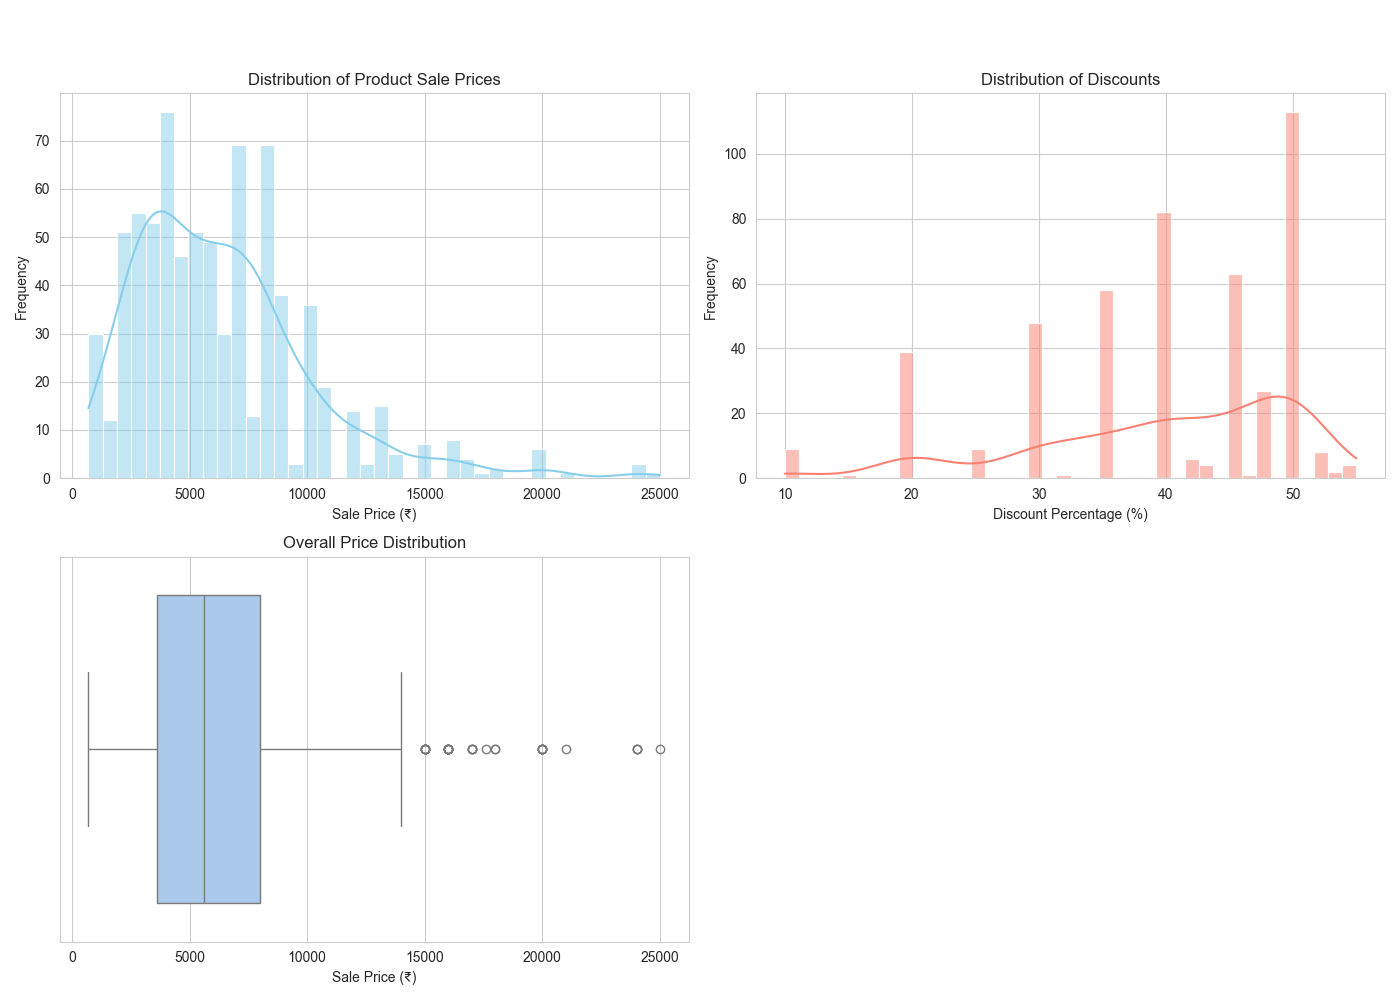 Distribution of Product Sale Prices
Frequency
70
60
50
40
30
20
10
0
0 5000 10000 15000 20000 25000
Sale Price (₹)
Distribution of Discounts
Frequency
100
80
60
40
20
0
10 20 30 40 50
Discount Percentage (%)
Overall Price Distribution
0 5000 10000 15000 20000 25000
Sale Price (₹)